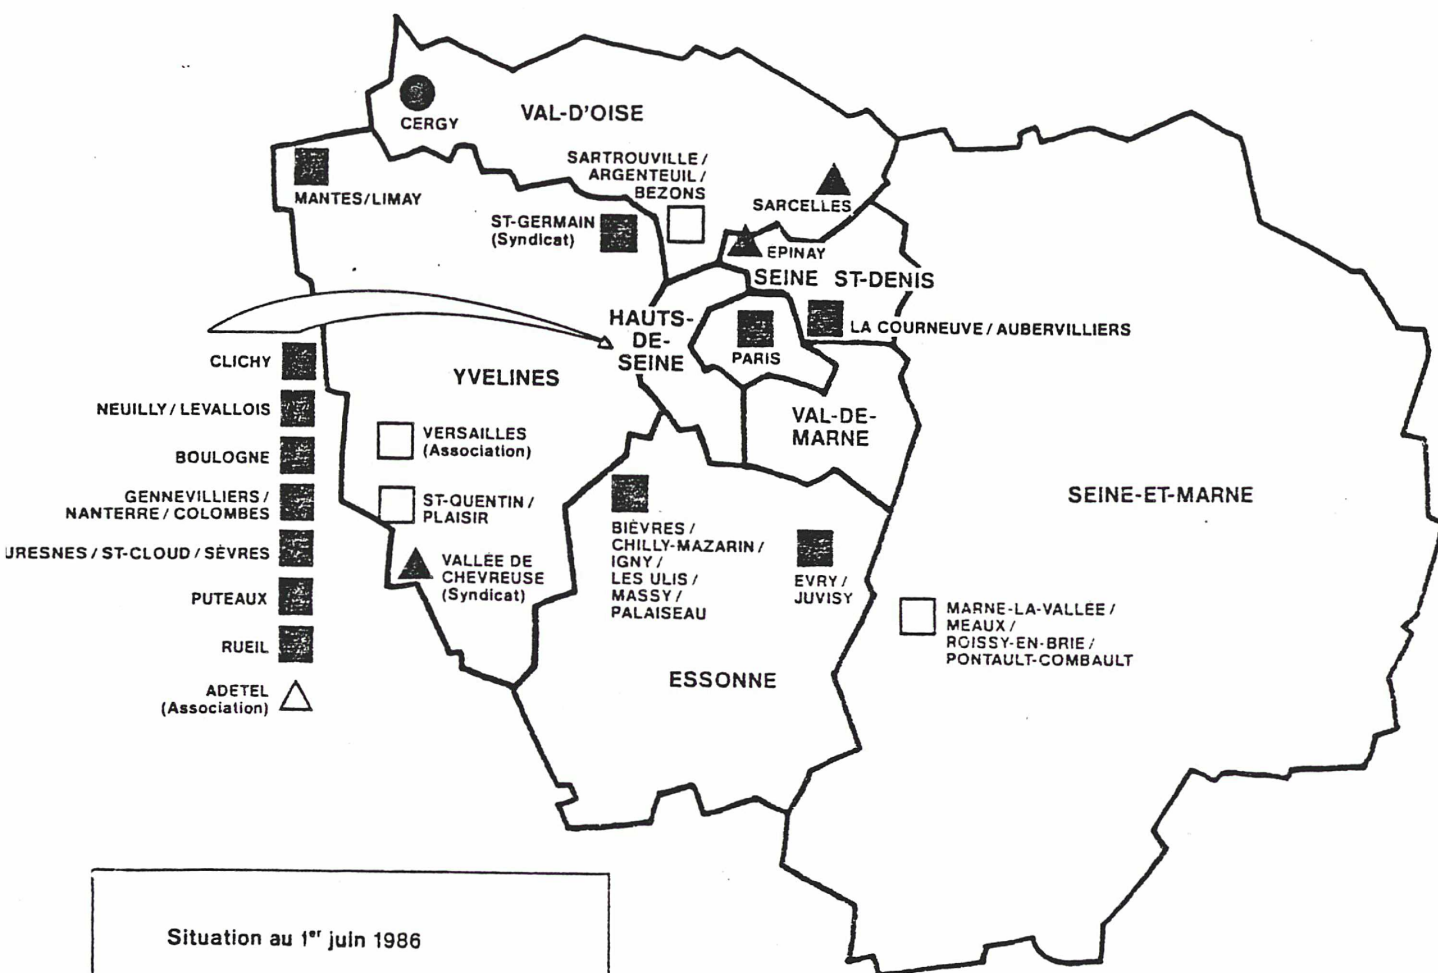 VAL-D'OISE
CERGY
SARTROUVILLE /
ARGENTEUIL /
BEZONS
SARCELLES
MANTES/LIMAY
ST-GERMAIN
(Syndicat)
EPINAY
SEINE ST-DENIS
HAUTS-
DE-
SEINE
PARIS
LA COURNEUVE / AUBERVILLIERS
CLICHY
YVELINES
NEUILLY / LEVALLOIS
VERSAILLES
(Association)
VAL-DE-
MARNE
BOULOGNE
GENNEVILLIERS /
NANTERRE / COLOMBES
ST-QUENTIN /
PLAISIR
SEINE-ET-MARNE
URESNES / ST-CLOUD / SÈVRES
VALLÉE DE
CHEVREUSE
(Syndicat)
BIÈVRES /
CHILLY-MAZARIN /
IGNY /
LES ULIS /
MASSY /
PALAISEAU
EVRY /
JUVISY
PUTEAUX
MARNE-LA-VALLÉE /
MEAUX /
ROISSY-EN-BRIE /
PONTAULT-COMBAULT
RUEIL
ADETEL
(Association)
ESSONNE
Situation au 1er juin 1986